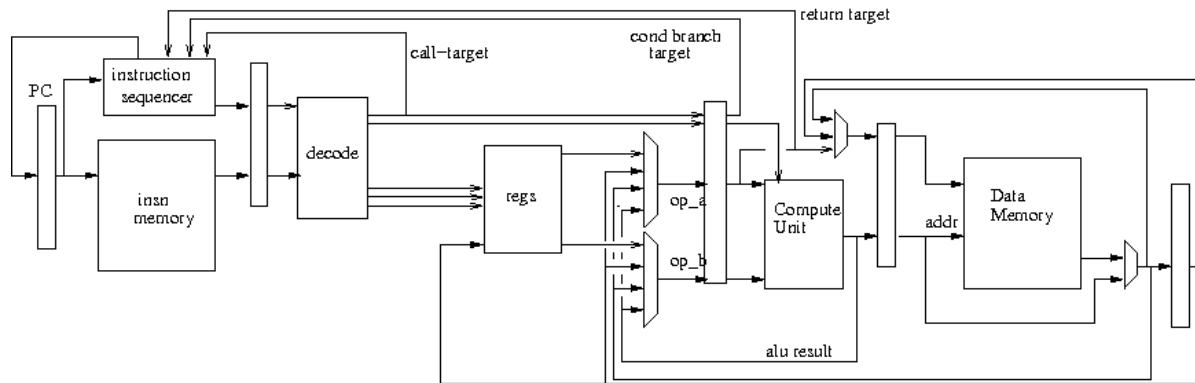 return target
cond branch
target
call-target
instruction
sequencer
PC
decode
insn
memory
regs
op_a
op_b
Compute
Unit
addr
Data
Memory
alu result